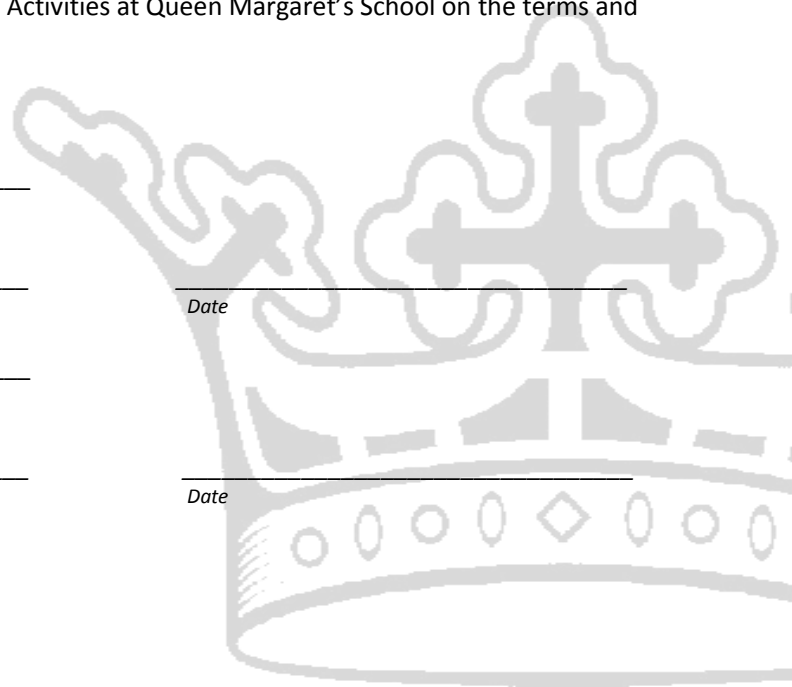 Activities at Queen Margaret's School on the terms and
Date
Date